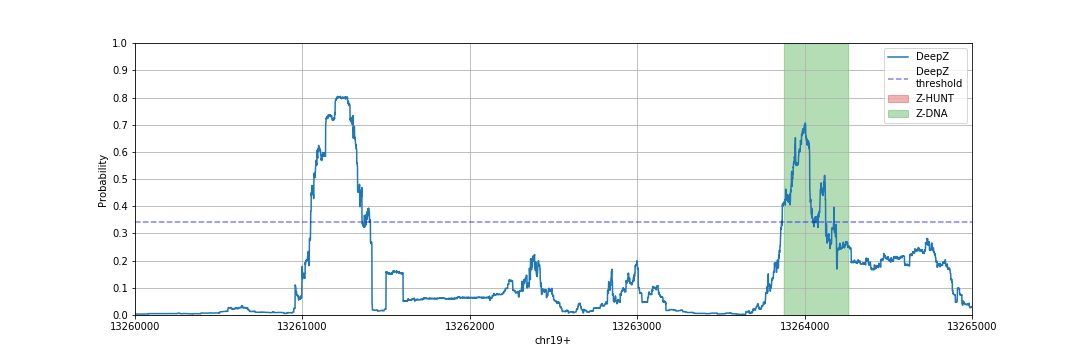 1.0
0.9
0.8
0.7
0.6
0.5
0.4
0.3
0.2
0.1
0.0
Probability
13260000
13261000
13262000
13263000
13264000
13265000
chr19+
DeepZ
DeepZ
threshold
Z-HUNT
Z-DNA